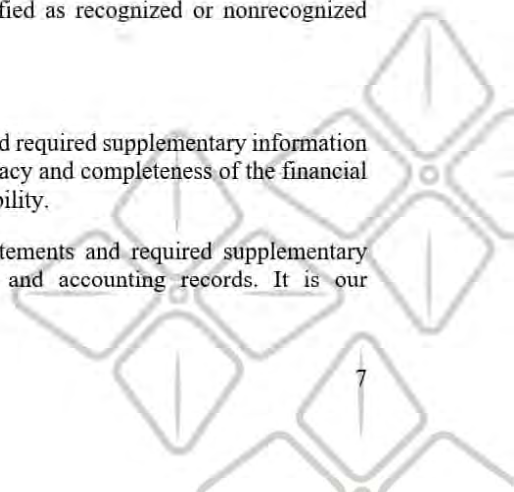 fied as recognized or nonrecognized
d required supplementary information
acy and completeness of the financial
bility.
tements and required supplementary
and accounting records. It is our
7